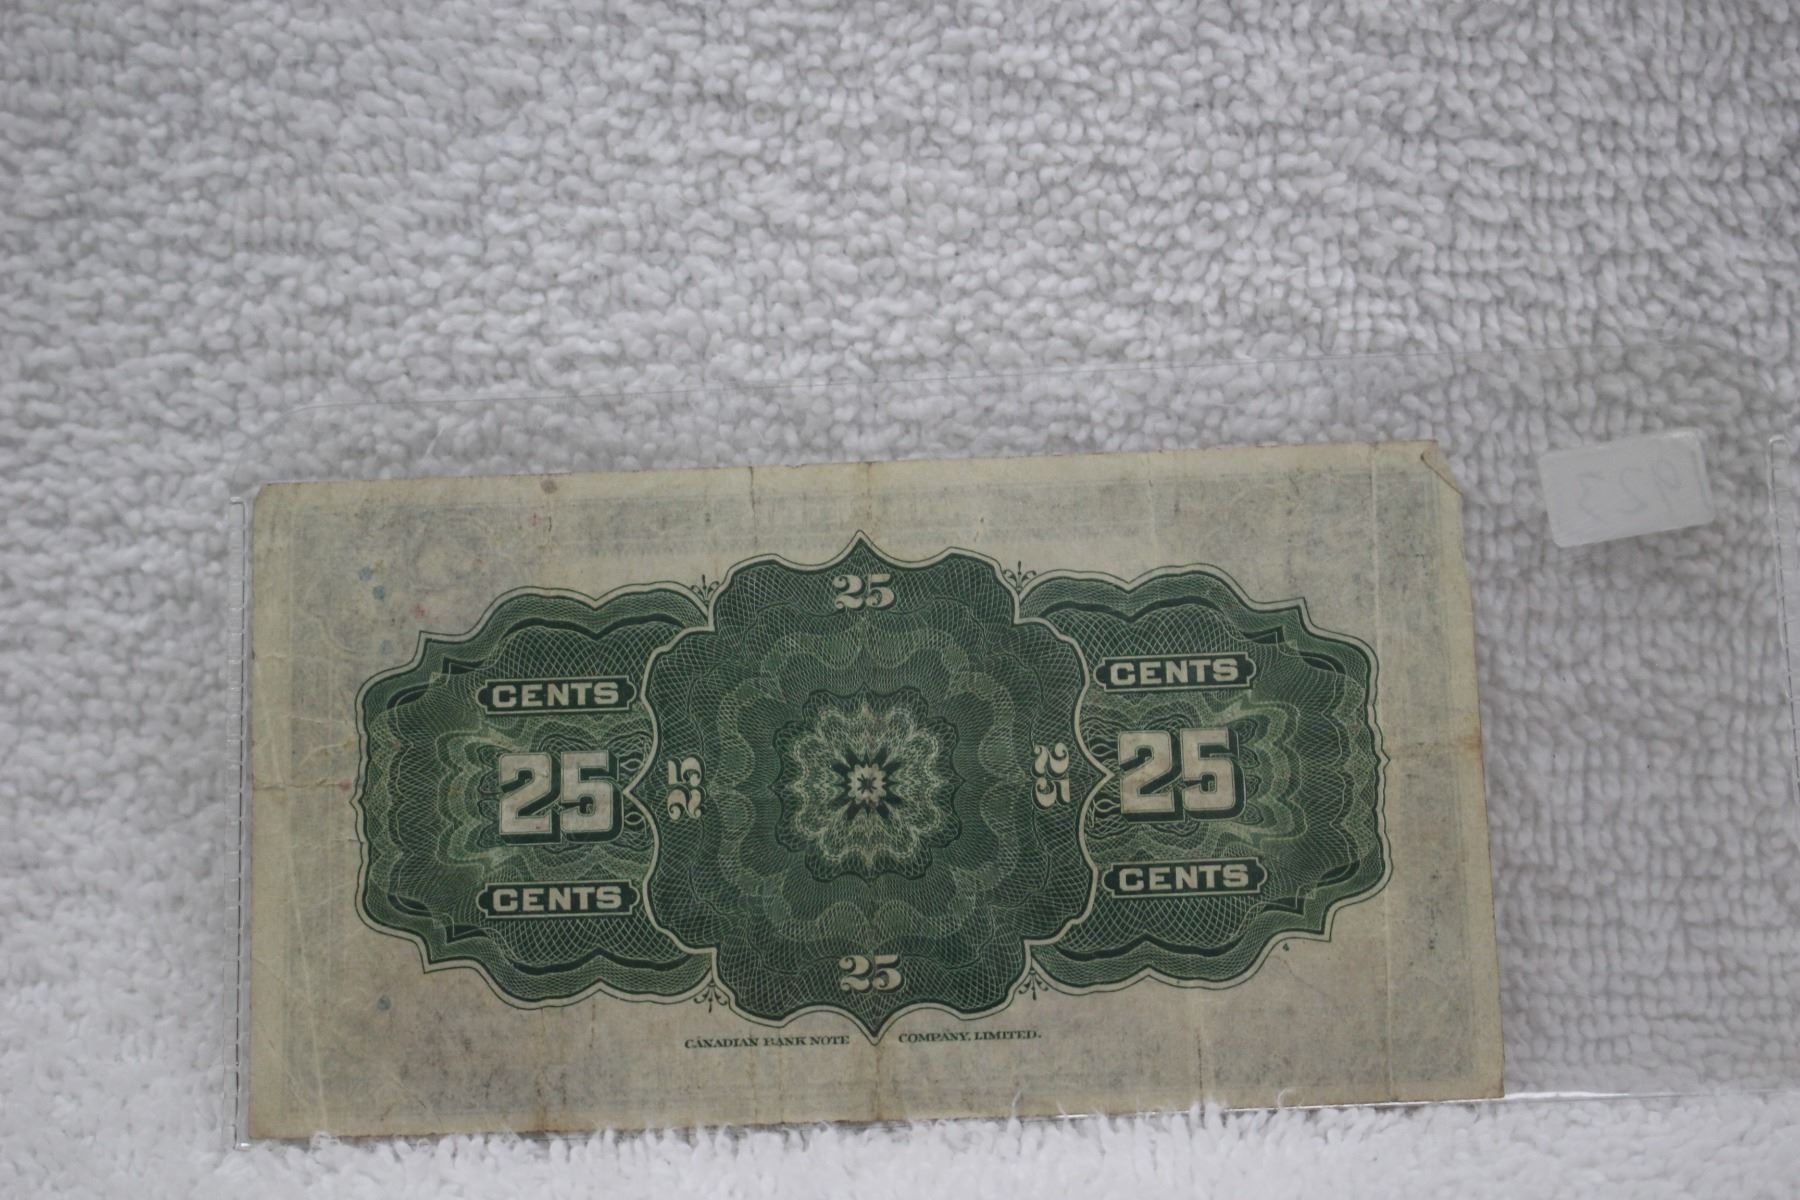 25
CENTS CENTS
25 25 25 25
CENTS CENTS
25
CANADIAN BANK NOTE COMPANY, LIMITED.